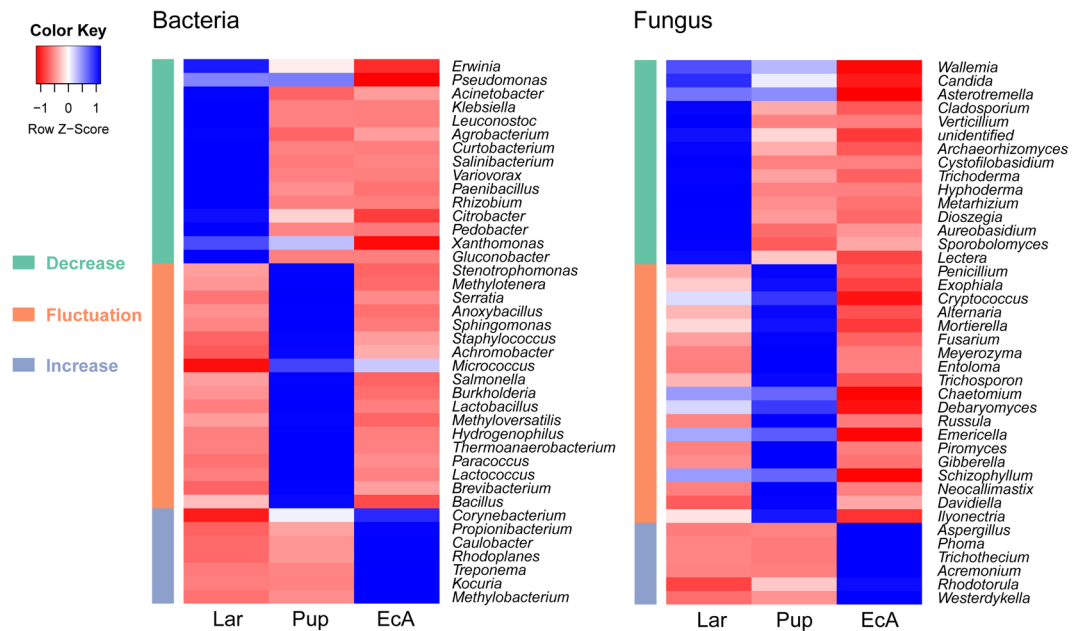 Color Key
−1 0 1
Row Z−Score
Decrease
Fluctuation
Increase
Bacteria
Erwinia
Pseudomonas
Acinetobacter
Klebsiella
Leuconostoc
Agrobacterium
Curtobacterium
Salinibacterium
Variovorax
Paenibacillus
Rhizobium
Citrobacter
Pedobacter
Xanthomonas
Gluconobacter
Stenotrophomonas
Methylotenera
Serratia
Anoxybacillus
Sphingomonas
Staphylococcus
Achromobacter
Micrococcus
Salmonella
Burkholderia
Lactobacillus
Methyloversatilis
Hydrogenophilus
Thermoanaerobacterium
Paracoccus
Lactococcus
Brevibacterium
Bacillus
Corynebacterium
Propionibacterium
Caulobacter
Rhodoplanes
Treponema
Kocuria
Methylobacterium
Lar Pup EcA
Fungus
Wallemia
Candida
Asterotremella
Cladosporium
Verticillium
unidentified
Archaeorhizomyces
Cystofilobasidium
Trichoderma
Hyphoderma
Metarhizium
Dioszegia
Aureobasidium
Sporobolomyces
Lectera
Penicillium
Exophiala
Cryptococcus
Alternaria
Mortierella
Fusarium
Meyerozyma
Entoloma
Trichosporon
Chaetomium
Debaryomyces
Russula
Emericella
Piromyces
Gibberella
Schizophyllum
Neocallimastix
Davidiella
Ilyonectria
Aspergillus
Phoma
Trichothecium
Acremonium
Rhodotorula
Westerdykella
Lar Pup EcA